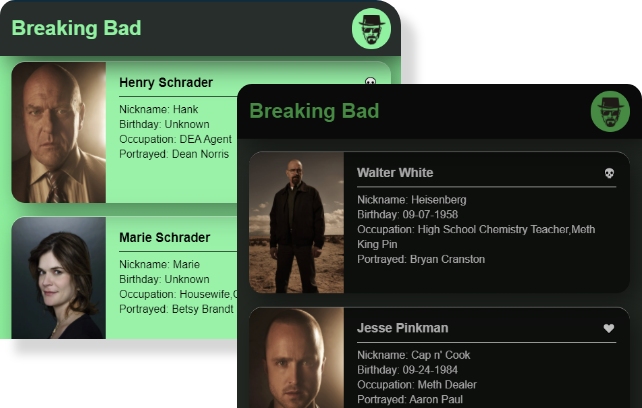 Breaking Bad
Henry Schrader
Nickname: Hank
Birthday: Unknown
Occupation: DEA Agent
Portrayed: Dean Norris
Marie Schrader
Nickname: Marie
Birthday: Unknown
Occupation: Housewife,
Portrayed: Betsy Brandt
Breaking Bad
Walter White
Nickname: Heisenberg
Birthday: 09-07-1958
Occupation: High School Chemistry Teacher,Meth
King Pin
Portrayed: Bryan Cranston
Jesse Pinkman
Nickname: Cap n' Cook
Birthday: 09-24-1984
Occupation: Meth Dealer
Portrayed: Aaron Paul